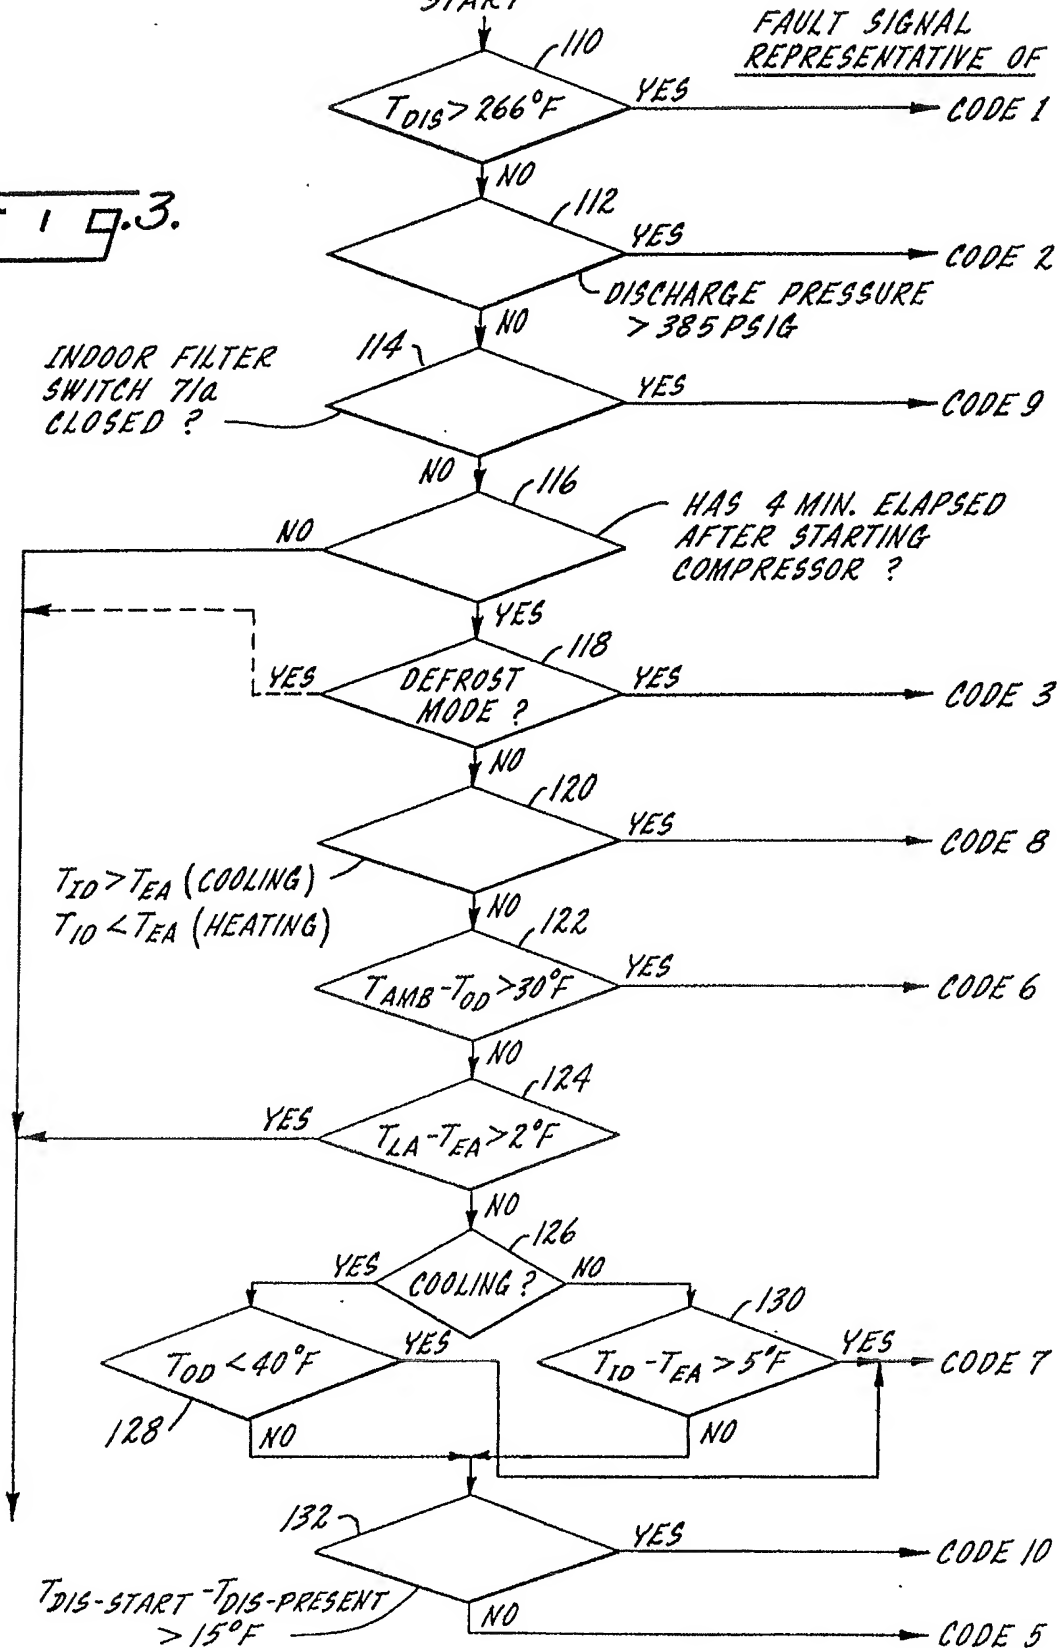 START
FAULT SIGNAL
REPRESENTATIVE OF
110
T_DIS > 266°F
YES
CODE 1
NO
Fig. 3.
112
YES
CODE 2
DISCHARGE PRESSURE
> 385 PSIG
NO
114
INDOOR FILTER
SWITCH 71a
CLOSED ?
YES
CODE 9
NO
116
HAS 4 MIN. ELAPSED
AFTER STARTING
COMPRESSOR ?
NO
YES
118
YES
DEFROST
MODE ?
YES
CODE 3
NO
120
YES
CODE 8
T_ID > T_EA (COOLING)
T_ID < T_EA (HEATING)
NO
122
T_AMB - T_OD > 30°F
YES
CODE 6
NO
124
YES
T_LA - T_EA > 2°F
NO
126
YES
COOLING ?
NO
130
T_OD < 40°F
YES
T_ID - T_EA > 5°F
YES
CODE 7
128
NO
NO
132
YES
CODE 10
T_DIS-START - T_DIS-PRESENT
> 15°F
NO
CODE 5